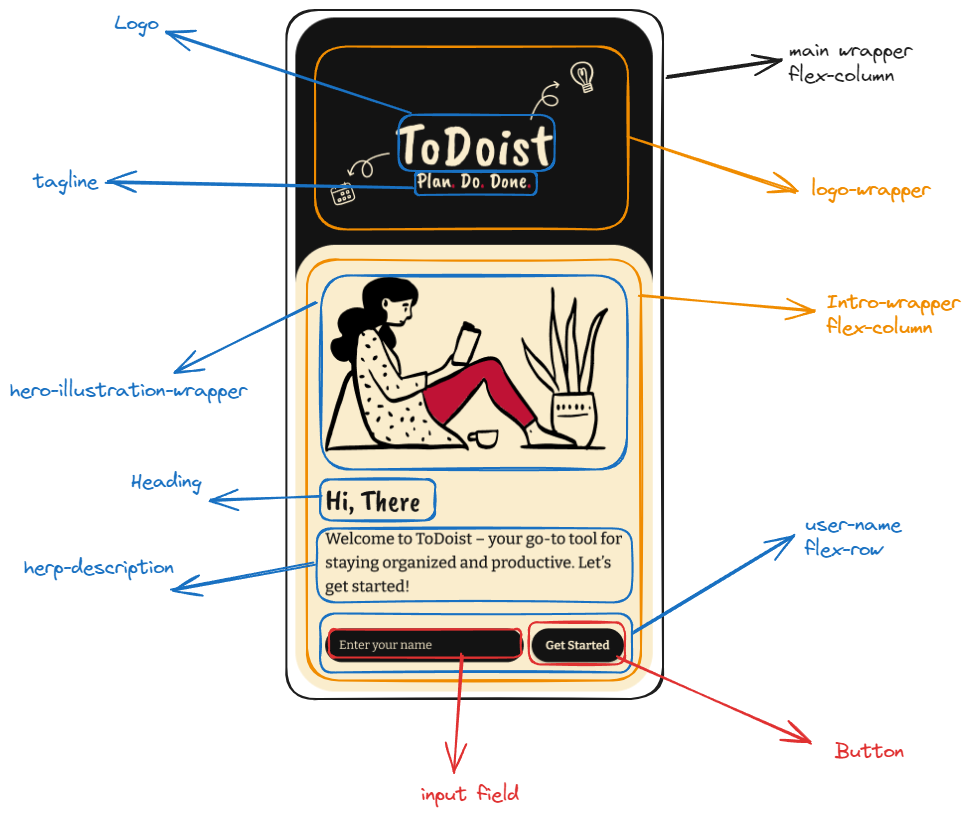 Logo
main wrapper
flex-column
ToDoist
tagline
Plan. Do. Done.
logo-wrapper
Intro-wrapper
flex-column
hero-illustration-wrapper
Heading
Hi, There
user-name
flex-row
Welcome to ToDoist – your go-to tool for
staying organized and productive. Let's
get started!
herp-description
Enter your name
Get Started
Button
input field